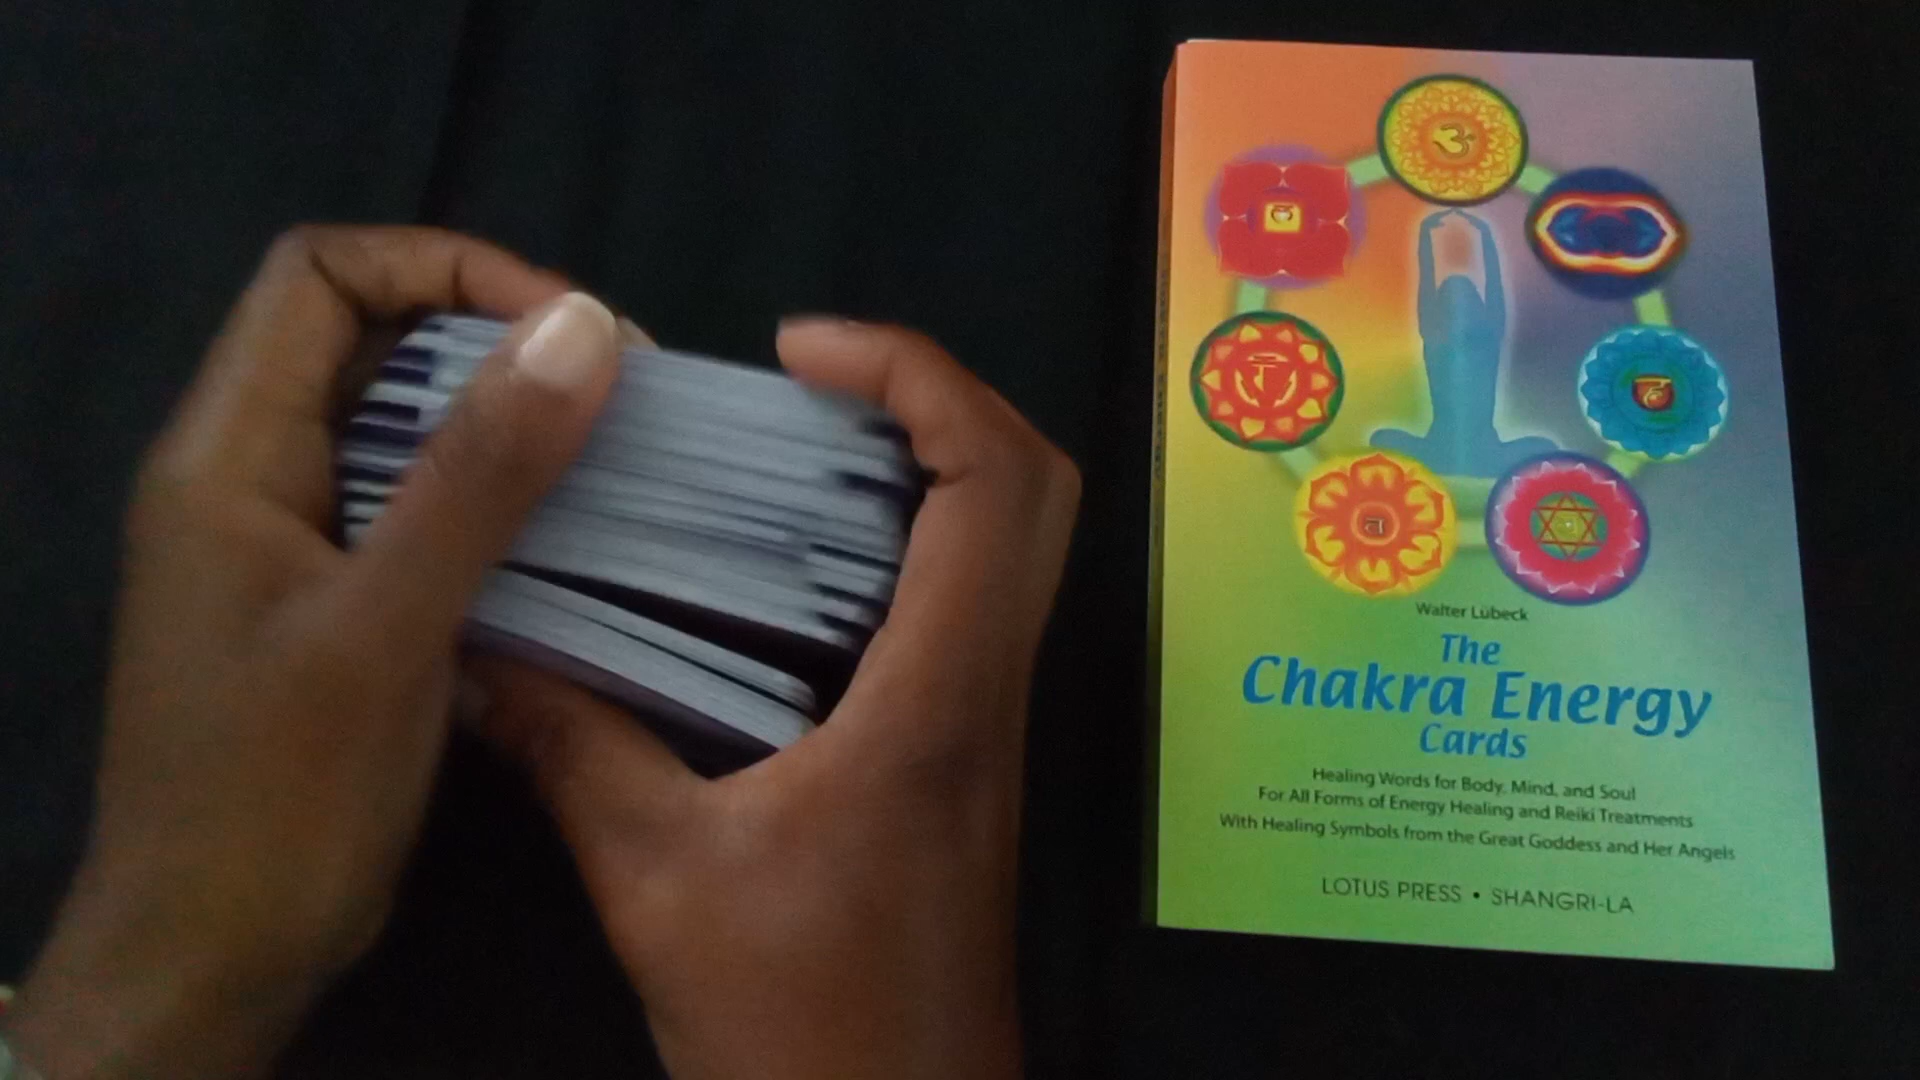 Walter Lübeck
The
Chakra Energy
Cards
Healing Words for Body, Mind, and Soul
For All Forms of Energy Healing and Reiki Treatments
With Healing Symbols from the Great Goddess and Her Angels
LOTUS PRESS • SHANGRI-LA